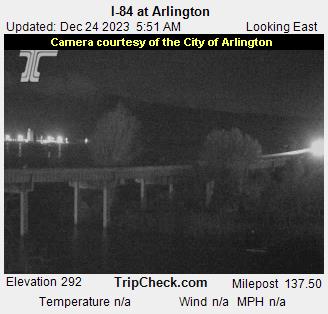 I-84 at Arlington
Updated: Dec 24 2023 5:51 AM Looking East
Camera courtesy of the City of Arlington
Elevation 292 TripCheck.com Milepost 137.50
Temperature n/a Wind n/a MPH n/a